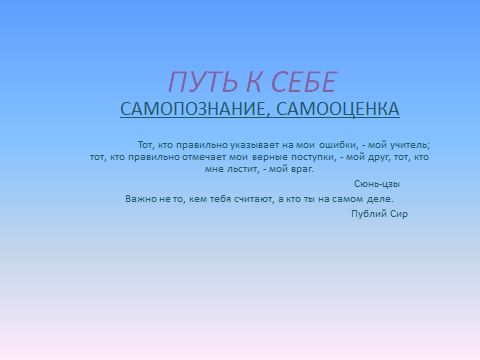 ПУТЬ К СЕБЕ
САМОПОЗНАНИЕ, САМООЦЕНКА
Тот, кто правильно указывает на мои ошибки, - мой учитель;
тот, кто правильно отмечает мои верные поступки, - мой друг, тот, кто
мне льстит, - мой враг.
Сюнь-цзы
Важно не то, кем тебя считают, а кто ты на самом деле.
Публий Сир